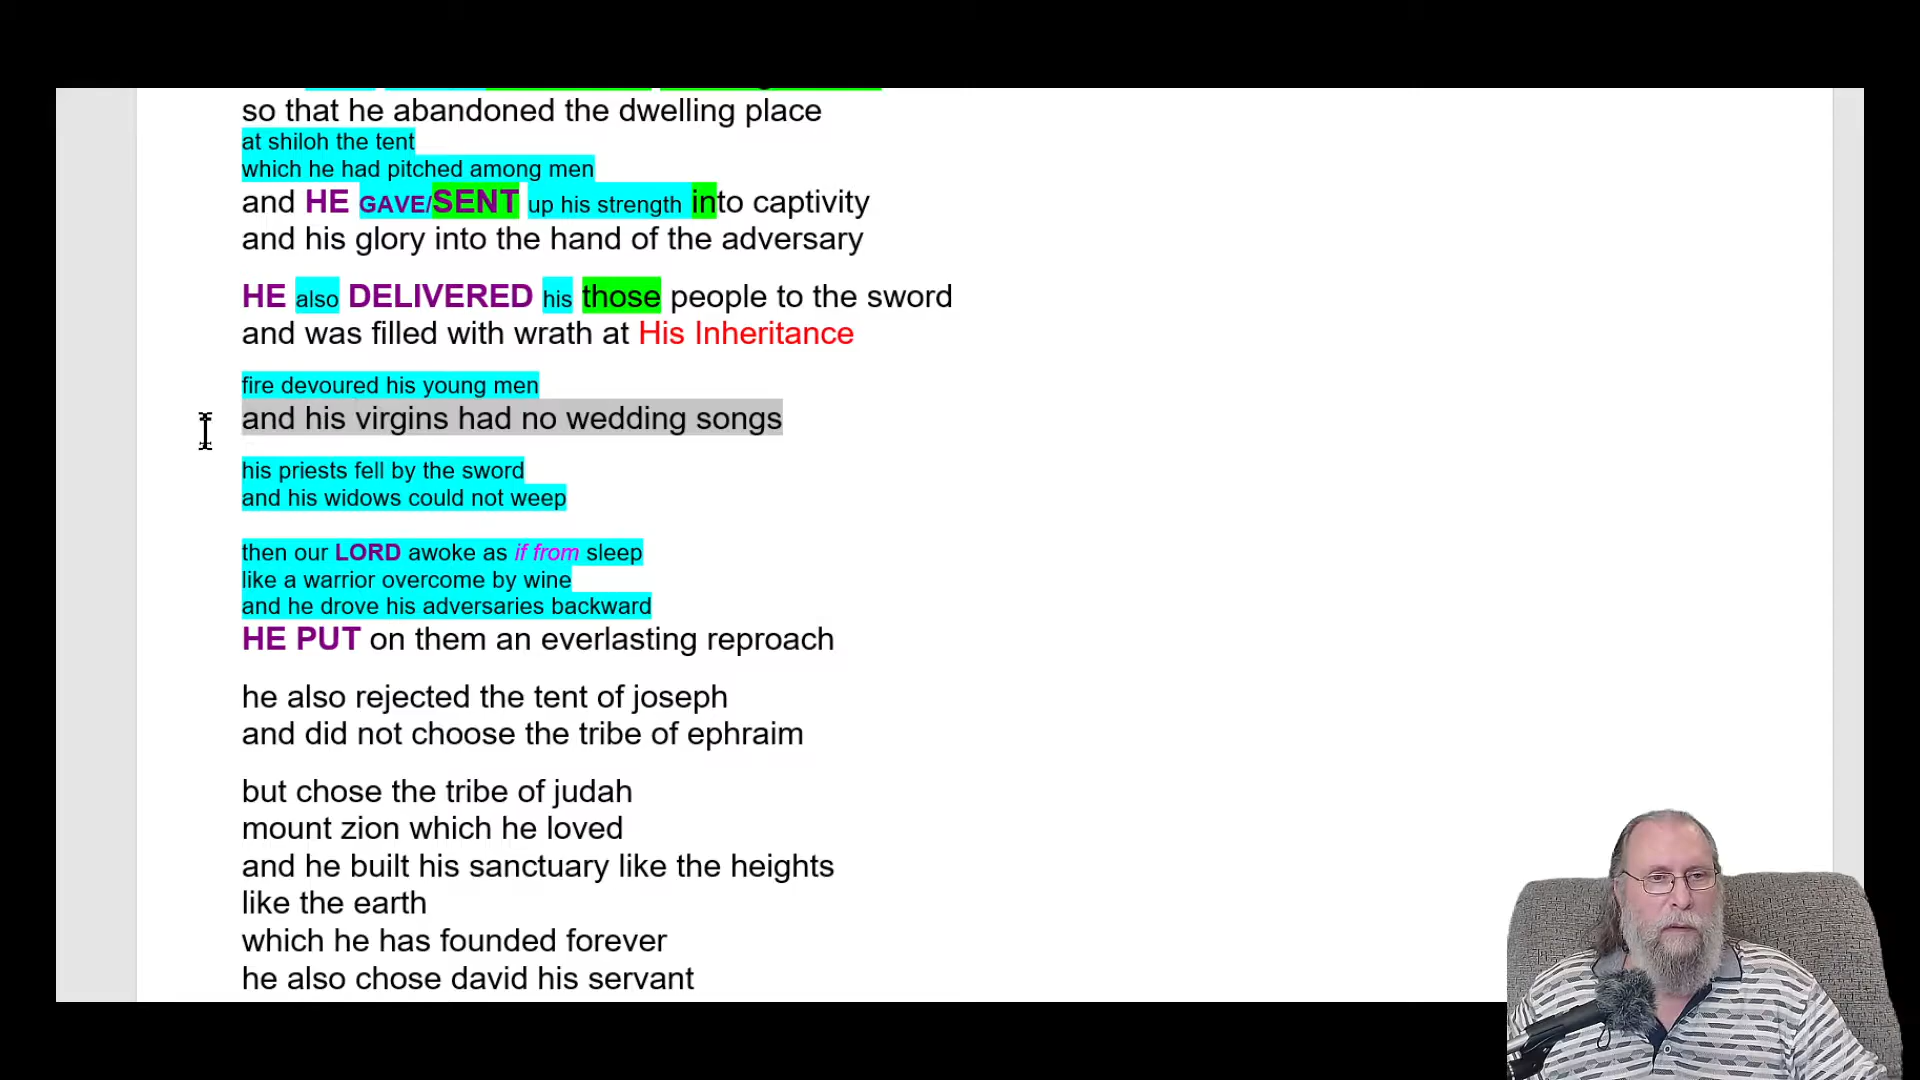 so that he abandoned the dwelling place
at shiloh the tent
which he had pitched among men
and HE GAVE/SENT up his strength into captivity
and his glory into the hand of the adversary
HE also DELIVERED his those people to the sword
and was filled with wrath at His Inheritance
fire devoured his young men
and his virgins had no wedding songs
his priests fell by the sword
and his widows could not weep
then our LORD awoke as if from sleep
like a warrior overcome by wine
and he drove his adversaries backward
HE PUT on them an everlasting reproach
he also rejected the tent of joseph
and did not choose the tribe of ephraim
but chose the tribe of judah
mount zion which he loved
and he built his sanctuary like the heights
like the earth
which he has founded forever
he also chose david his servant